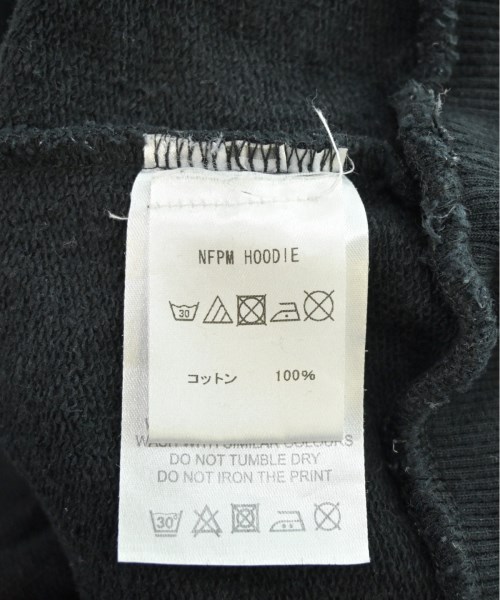 NFPM HOODIE
30
コットン 100%
WASH WITH SIMILAR COLOURS
DO NOT TUMBLE DRY
DO NOT IRON THE PRINT
30°